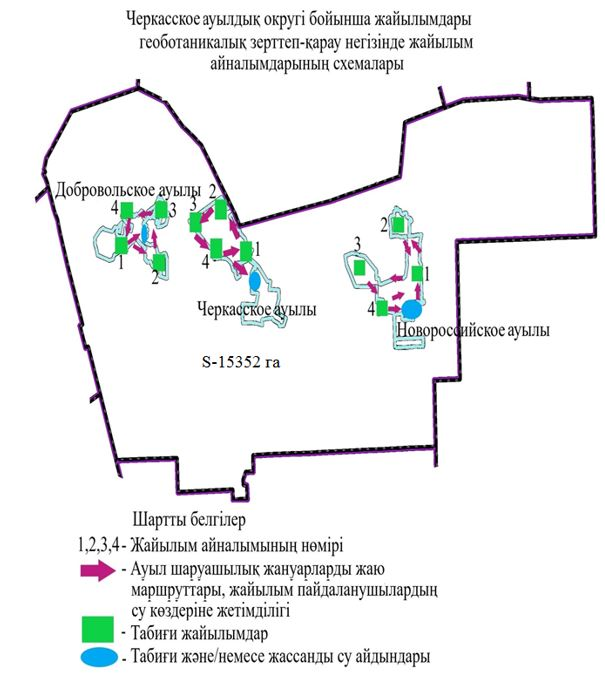 Черкасское ауылдық округі бойынша жайылымдары
геоботаникалық зерттеп-қарау негізінде жайылым
айналымдарының схемалары
Добровольское ауылы
4
3
1
2
3
2
4
1
Черкасское ауылы
2
3
1
4
Новороссийское ауылы
S-15352 га
Шартты белгілер
1,2,3,4 - Жайылым айналымының нөмірі
- Ауыл шаруашылық жануарларды жаю
маршруттары, жайылым пайдаланушылардың
су көздеріне жетімділігі
- Табиғи жайылымдар
- Табиғи және/немесе жассанды су айдындары